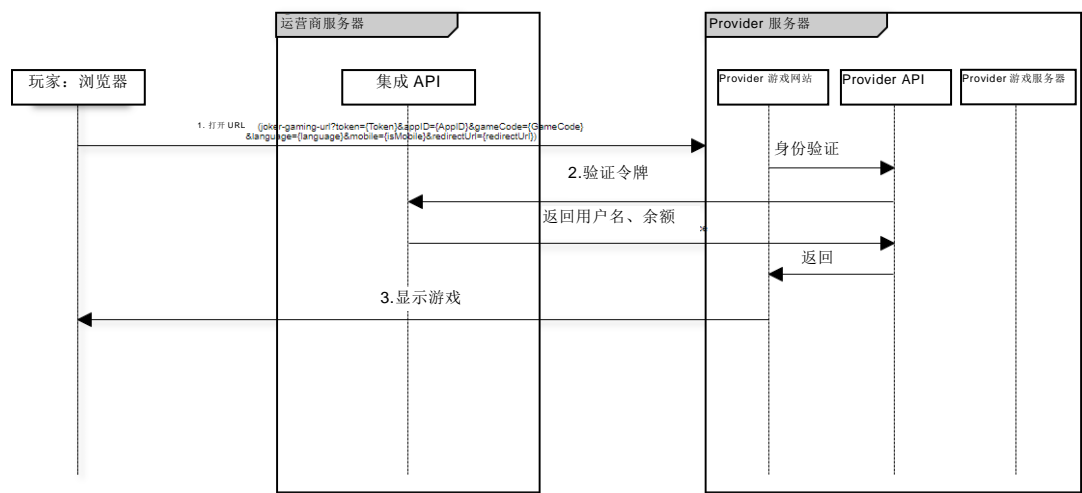 运营商服务器
Provider 服务器
玩家：浏览器
集成 API
Provider 游戏网站
Provider API
Provider 游戏服务器
1. 打开 URL (joker-gaming-url?token={Token}&appID={AppID}&gameCode={GameCode}
&language={language}&mobile={isMobile}&redirectUrl={redirectUrl})
身份验证
2.验证令牌
返回用户名、余额
返回
3.显示游戏